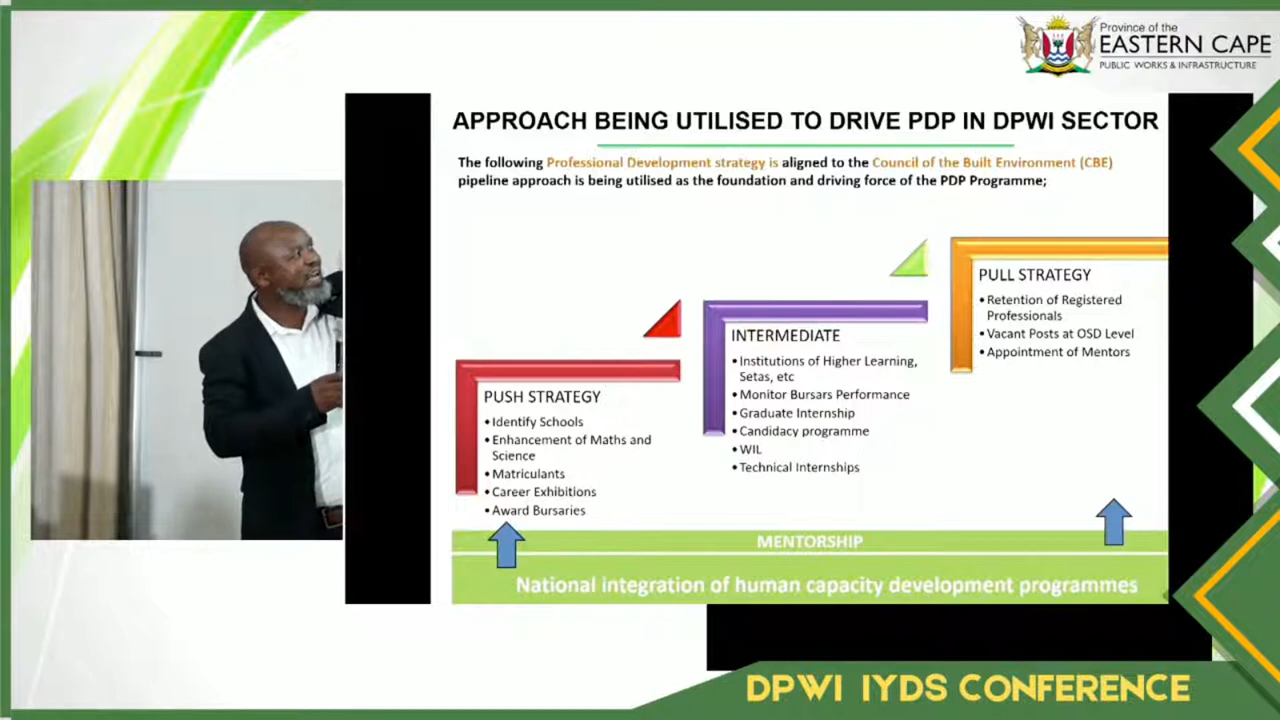 Province of the
EASTERN CAPE
PUBLIC WORKS & INFRASTRUCTURE
APPROACH BEING UTILISED TO DRIVE PDP IN DPWI SECTOR
The following Professional Development strategy is aligned to the Council of the Built Environment (CBE)
pipeline approach is being utilised as the foundation and driving force of the PDP Programme;
PUSH STRATEGY
• Identify Schools
• Enhancement of Maths and
Science
• Matriculants
• Career Exhibitions
• Award Bursaries
INTERMEDIATE
• Institutions of Higher Learning,
Setas, etc
• Monitor Bursars Performance
• Graduate Internship
• Candidacy programme
• WIL
• Technical Internships
PULL STRATEGY
• Retention of Registered
Professionals
• Vacant Posts at OSD Level
• Appointment of Mentors
MENTORSHIP
National integration of human capacity development programmes
DPWI IYDS CONFERENCE